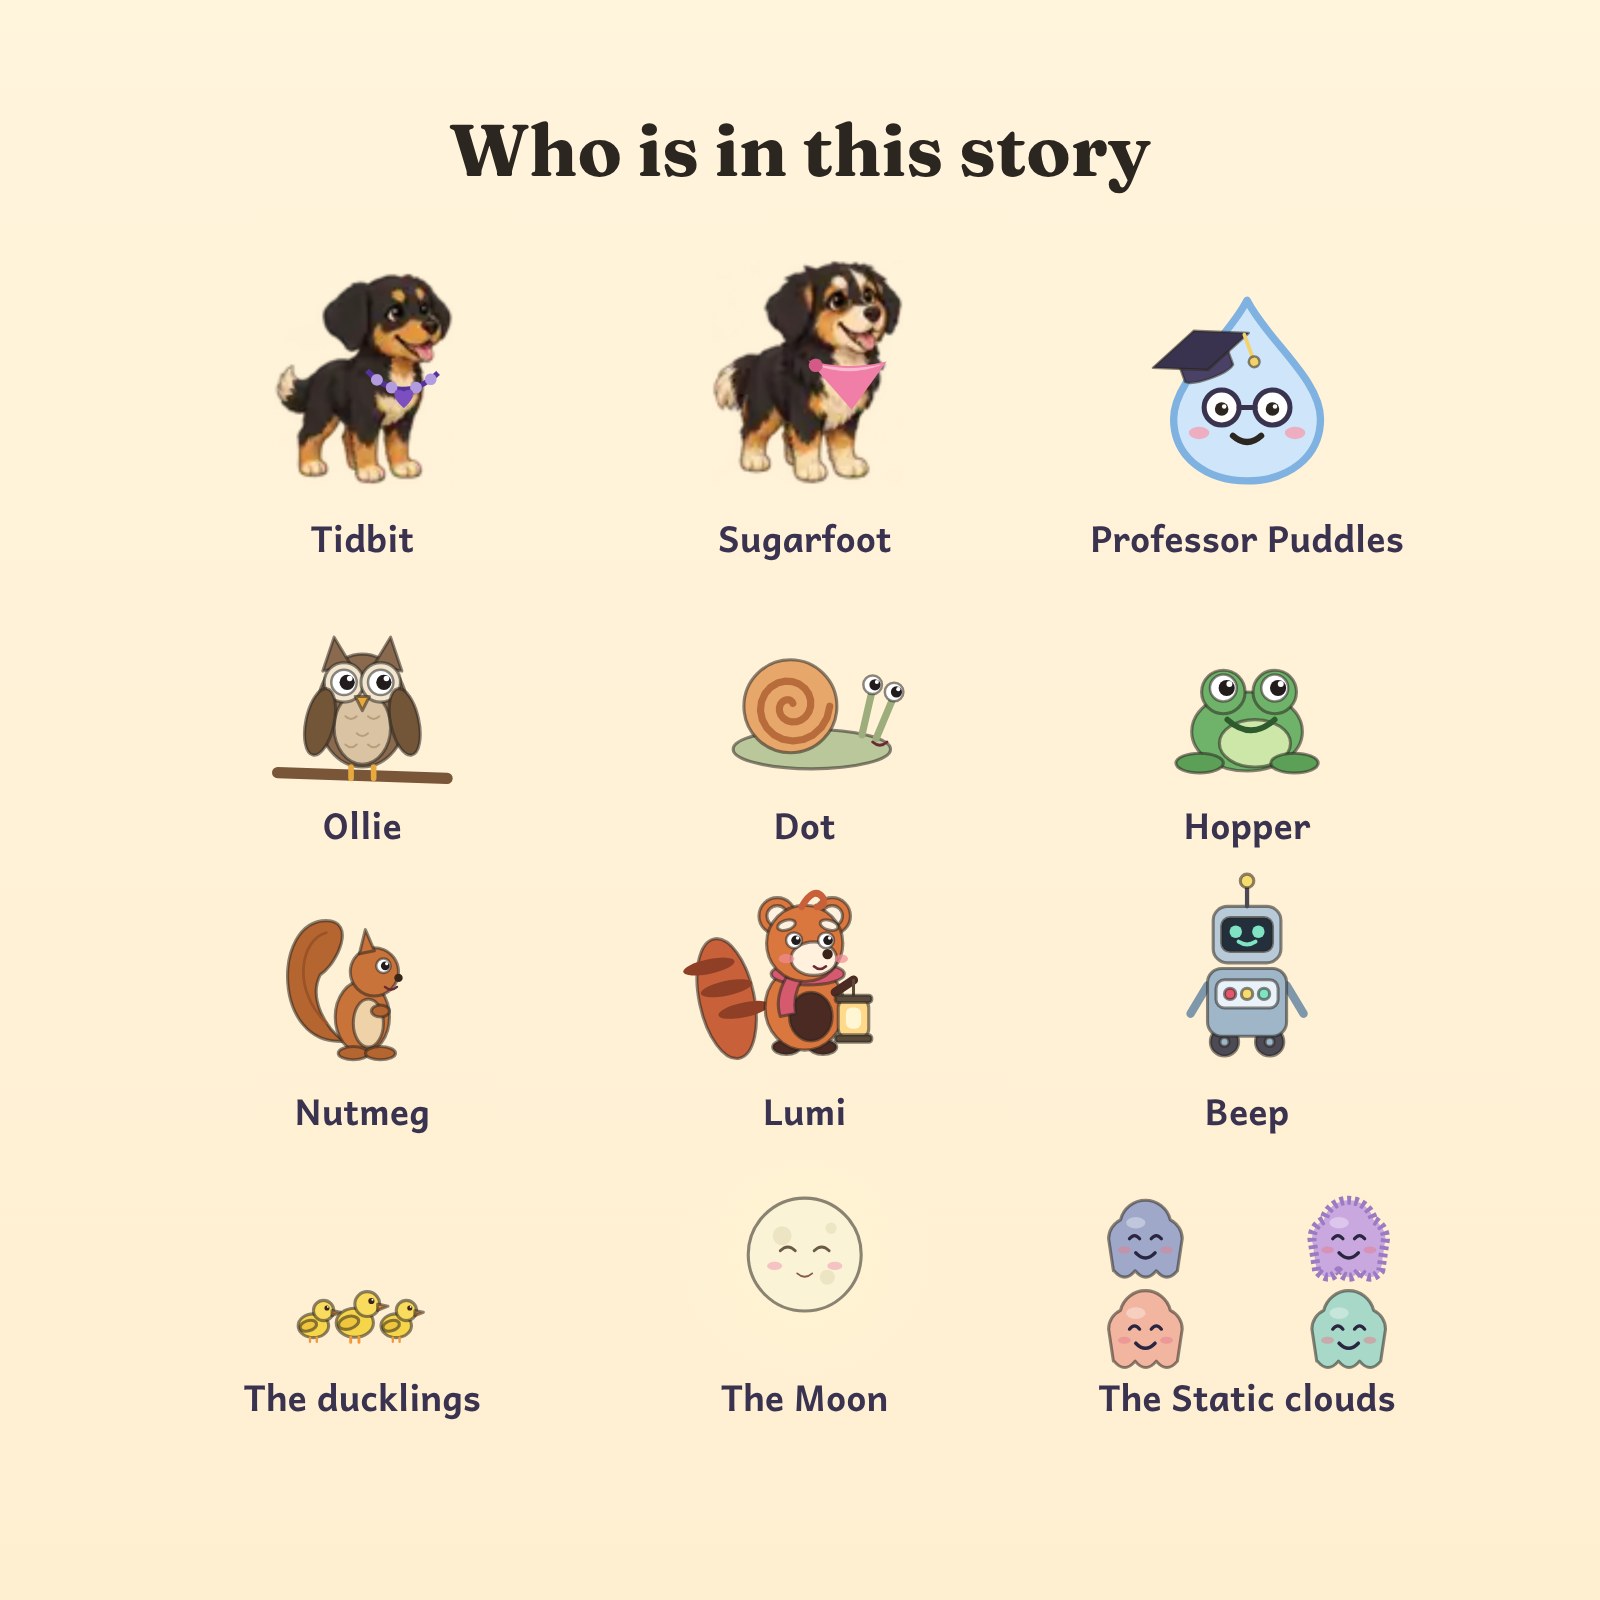 Who is in this story
Tidbit
Sugarfoot
Professor Puddles
Ollie
Dot
Hopper
Nutmeg
Lumi
Beep
The ducklings
The Moon
The Static clouds